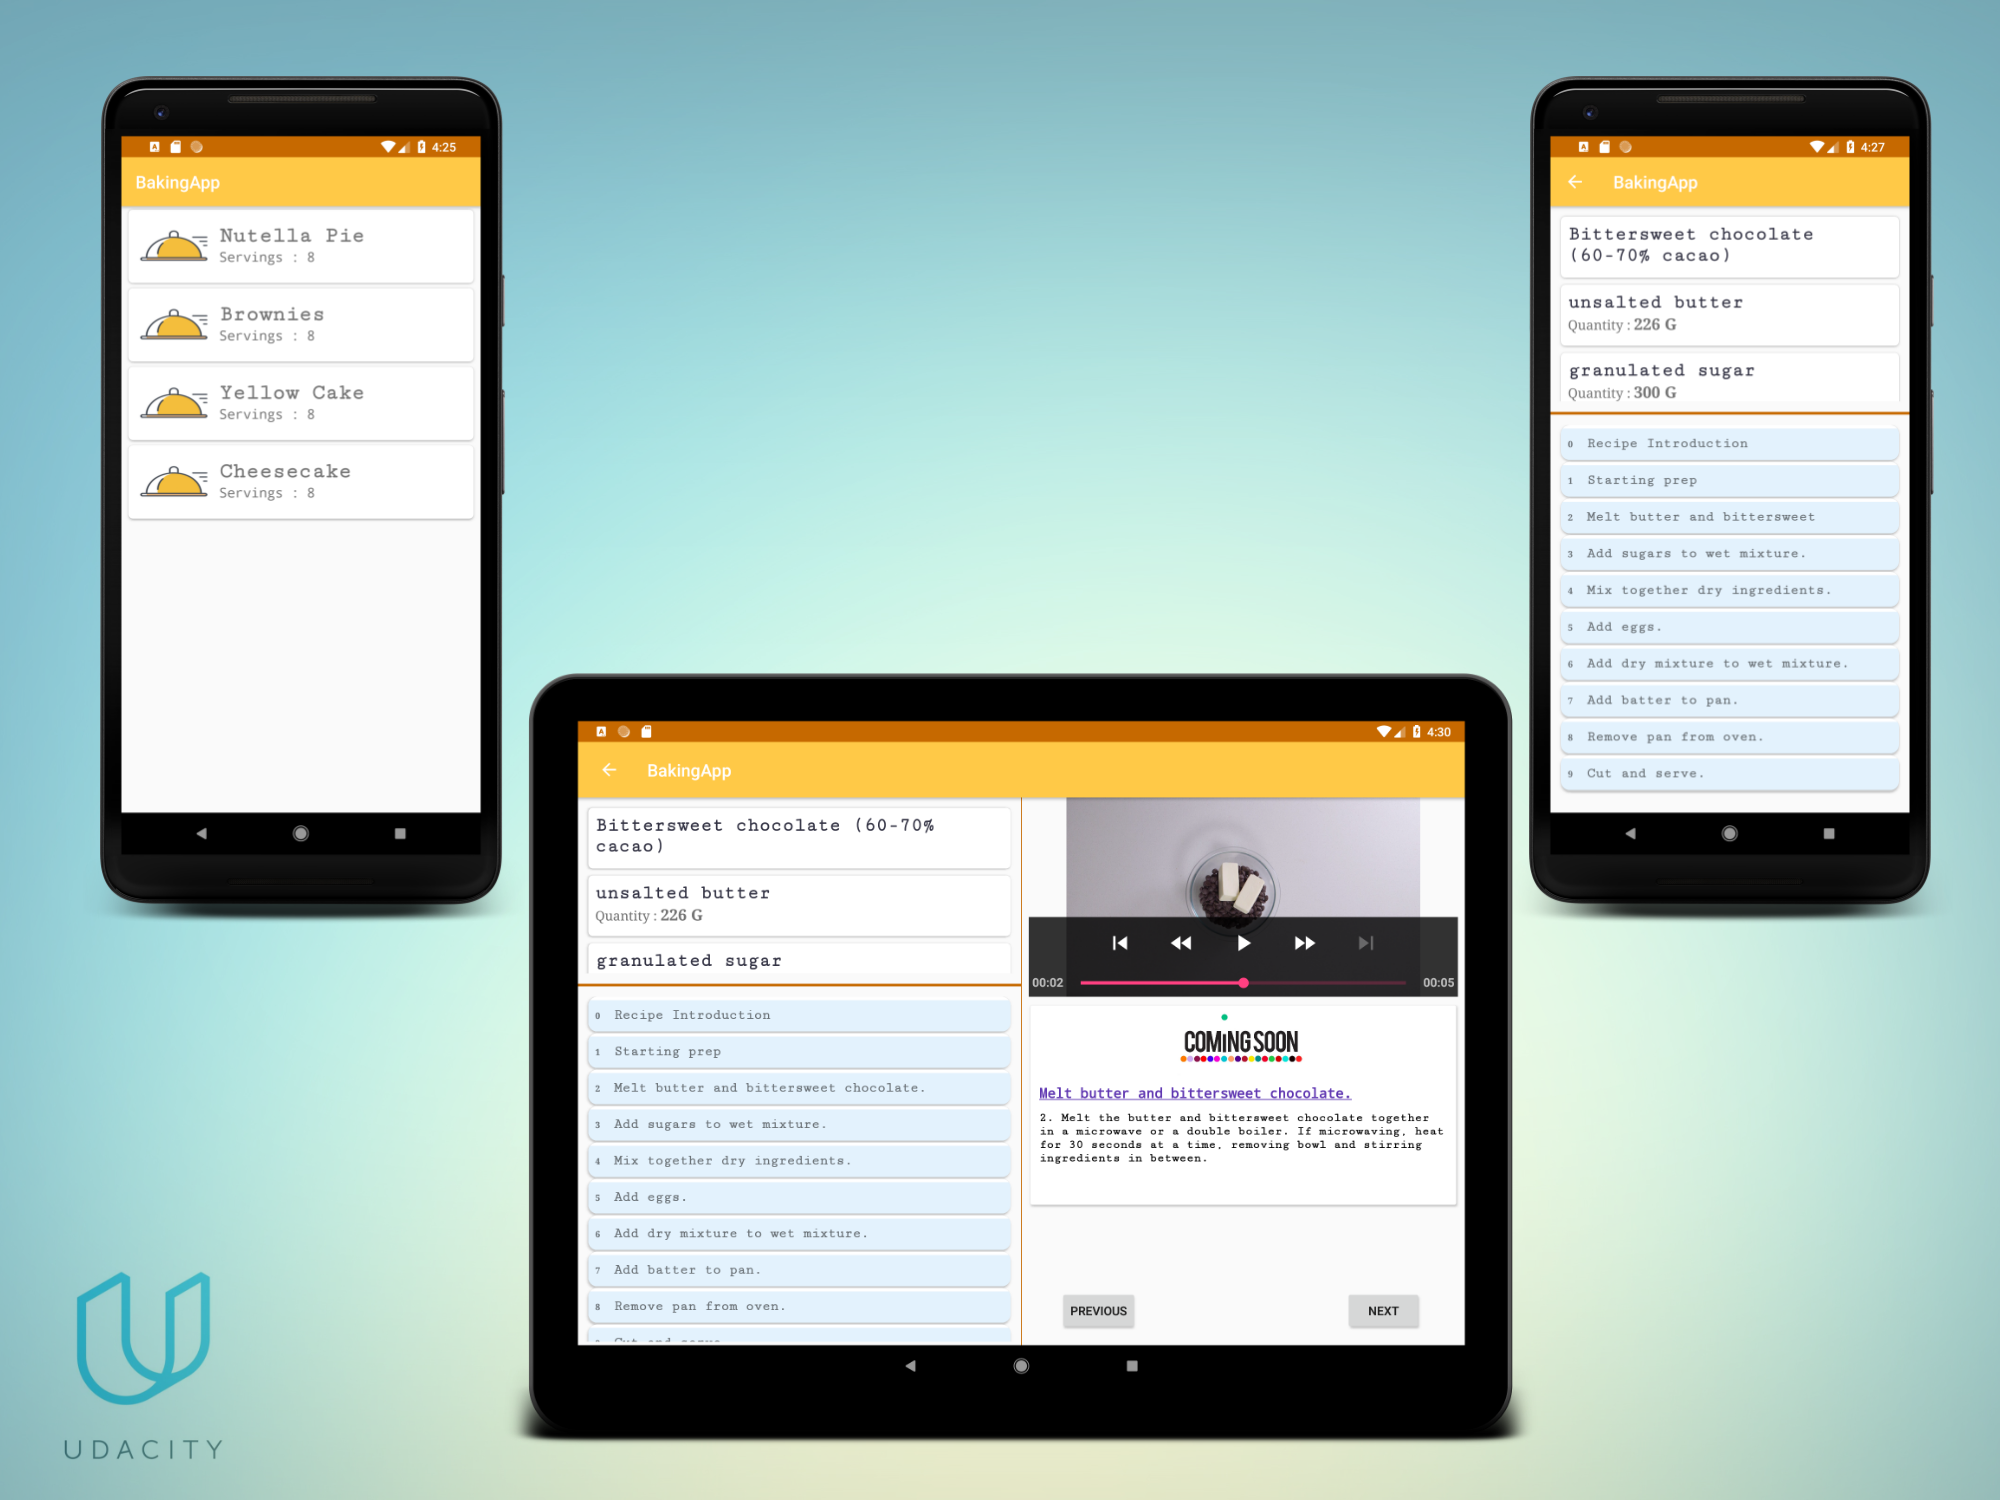 4:25
BakingApp
Nutella Pie
Servings : 8
Brownies
Servings : 8
Yellow Cake
Servings : 8
Cheesecake
Servings : 8
4:27
BakingApp
Bittersweet chocolate
(60-70% cacao)
unsalted butter
Quantity : 226 G
granulated sugar
Quantity : 300 G
0 Recipe Introduction
1 Starting prep
2 Melt butter and bittersweet
3 Add sugars to wet mixture.
4 Mix together dry ingredients.
5 Add eggs.
6 Add dry mixture to wet mixture.
7 Add batter to pan.
8 Remove pan from oven.
9 Cut and serve.
4:30
BakingApp
Bittersweet chocolate (60-70%
cacao)
unsalted butter
Quantity : 226 G
granulated sugar
0 Recipe Introduction
1 Starting prep
2 Melt butter and bittersweet chocolate.
3 Add sugars to wet mixture.
4 Mix together dry ingredients.
5 Add eggs.
6 Add dry mixture to wet mixture.
7 Add batter to pan.
8 Remove pan from oven.
00:02
00:05
COMiNG SOON
Melt butter and bittersweet chocolate.
2. Melt the butter and bittersweet chocolate together
in a microwave or a double boiler. If microwaving, heat
for 30 seconds at a time, removing bowl and stirring
ingredients in between.
PREVIOUS
NEXT
UDACITY